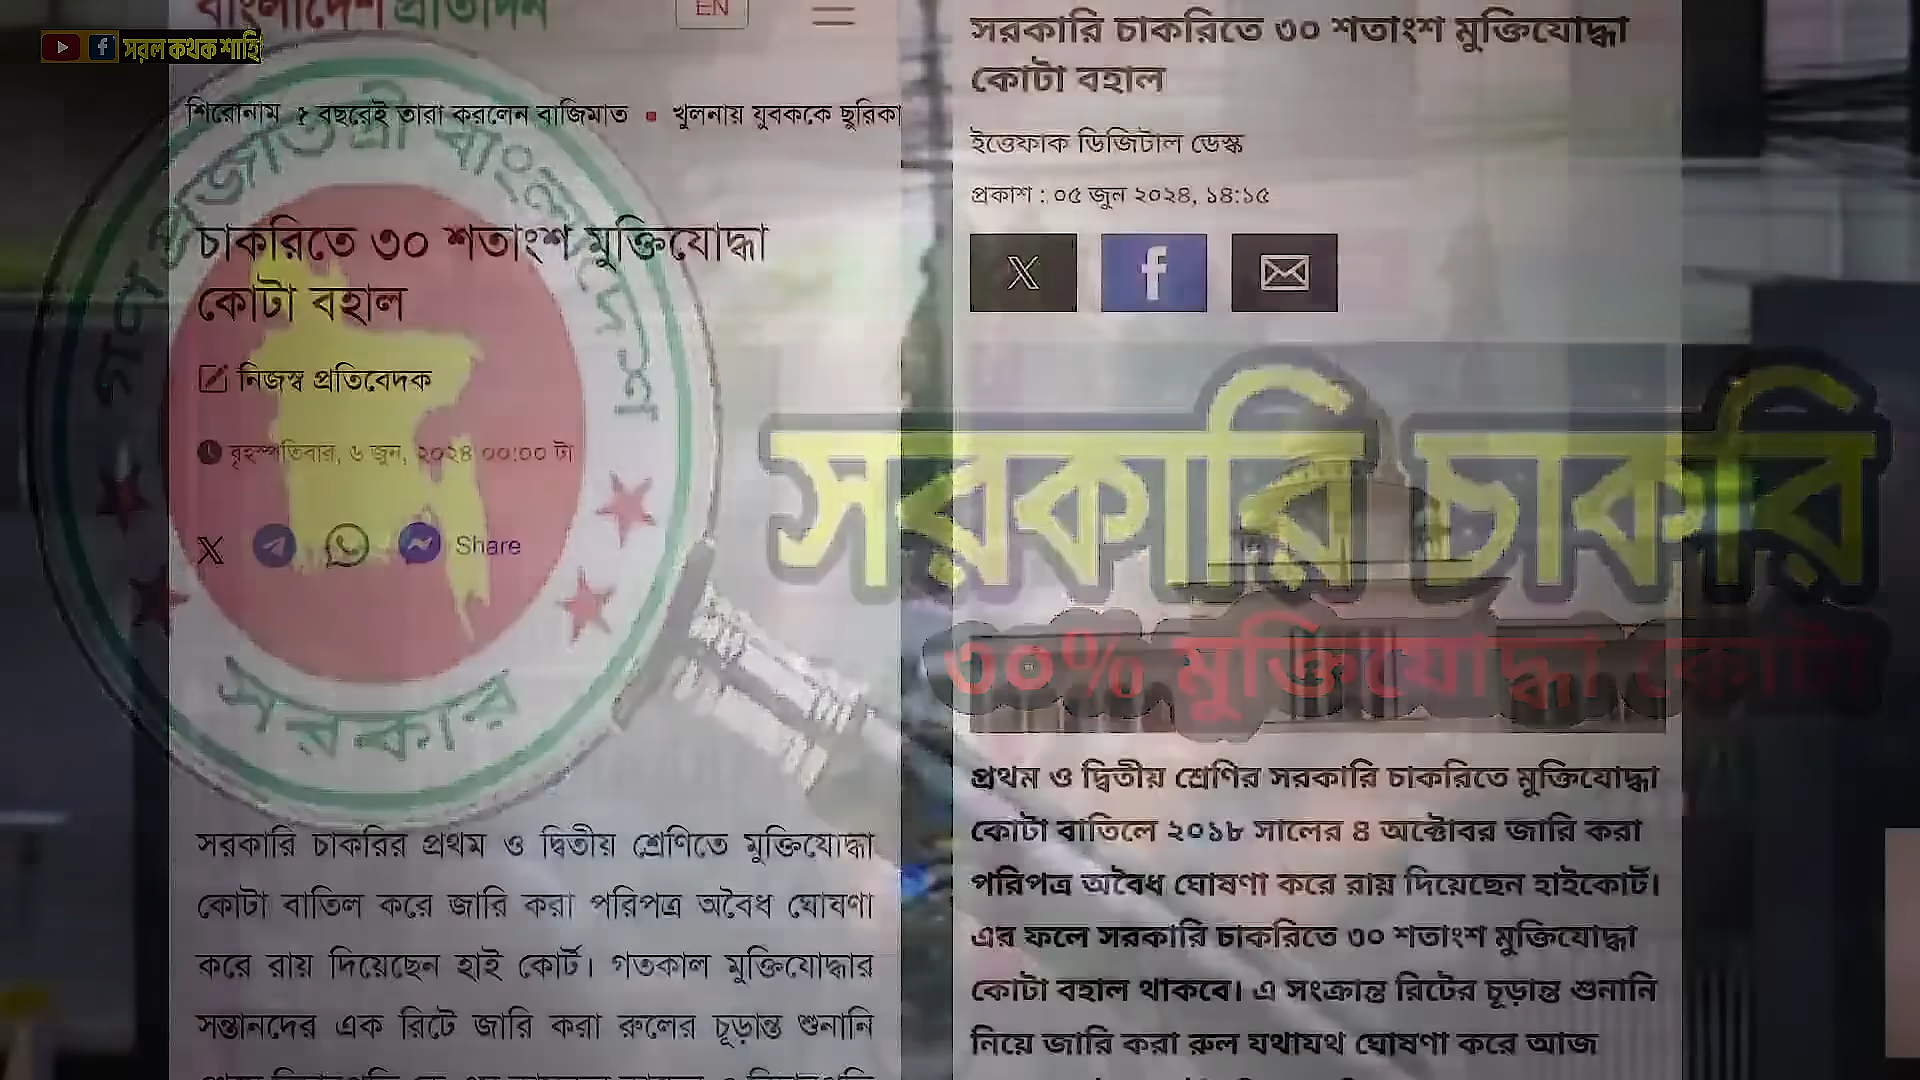 সরল কথক শাহি
বাংলাদেশ প্রতিদিন
EN
শিরোনাম
বছরেই তারা করলেন বাজিমাত • খুলনায় যুবককে ছুরিকা
চাকরিতে ৩০ শতাংশ মুক্তিযোদ্ধা
কোটা বহাল
নিজস্ব প্রতিবেদক
বৃহস্পতিবার, ৬ জুন, ২০২৪ ০০:০০ টা
Share
সরকারি চাকরির প্রথম ও দ্বিতীয় শ্রেণিতে মুক্তিযোদ্ধা
কোটা বাতিল করে জারি করা পরিপত্র অবৈধ ঘোষণা
করে রায় দিয়েছেন হাই কোর্ট। গতকাল মুক্তিযোদ্ধার
সন্তানদের এক রিটে জারি করা রুলের চূড়ান্ত শুনানি
গণপ্রজাতন্ত্রী বাংলাদেশ
সরকার
সরকারি চাকরিতে ৩০ শতাংশ মুক্তিযোদ্ধা
কোটা বহাল
ইত্তেফাক ডিজিটাল ডেস্ক
প্রকাশ : ০৫ জুন ২০২৪, ১৪:১৫
সরকারি চাকরি
৩০% মুক্তিযোদ্ধা কোটা
প্রথম ও দ্বিতীয় শ্রেণির সরকারি চাকরিতে মুক্তিযোদ্ধা
কোটা বাতিলে ২০১৮ সালের ৪ অক্টোবর জারি করা
পরিপত্র অবৈধ ঘোষণা করে রায় দিয়েছেন হাইকোর্ট।
এর ফলে সরকারি চাকরিতে ৩০ শতাংশ মুক্তিযোদ্ধা
কোটা বহাল থাকবে। এ সংক্রান্ত রিটের চূড়ান্ত শুনানি
নিয়ে জারি করা রুল যথাযথ ঘোষণা করে আজ